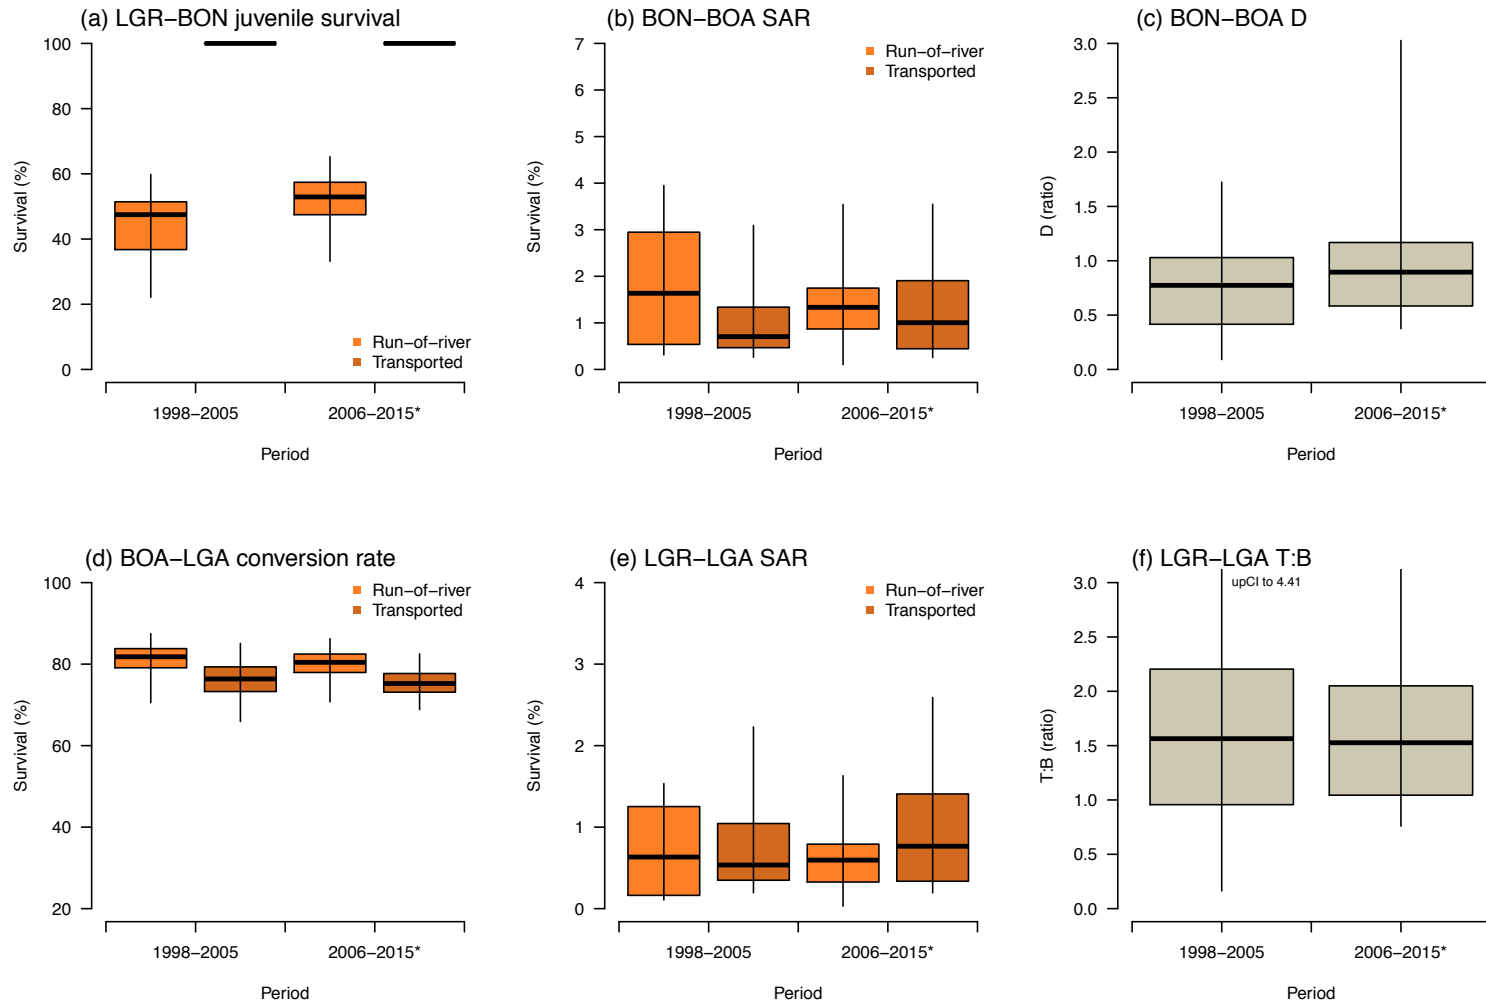 (a) LGR−BON juvenile survival
100
80
60
40
20
0
Survival (%)
Run−of−river
Transported
1998−2005
2006−2015*
Period
(b) BON−BOA SAR
7
6
5
4
3
2
1
0
Survival (%)
Run−of−river
Transported
1998−2005
2006−2015*
Period
(c) BON−BOA D
3.0
2.5
2.0
1.5
1.0
0.5
0.0
D (ratio)
1998−2005
2006−2015*
Period
(d) BOA−LGA conversion rate
100
80
60
40
20
Survival (%)
Run−of−river
Transported
1998−2005
2006−2015*
Period
(e) LGR−LGA SAR
4
3
2
1
0
Survival (%)
Run−of−river
Transported
1998−2005
2006−2015*
Period
(f) LGR−LGA T:B
upCI to 4.41
3.0
2.5
2.0
1.5
1.0
0.5
0.0
T:B (ratio)
1998−2005
2006−2015*
Period